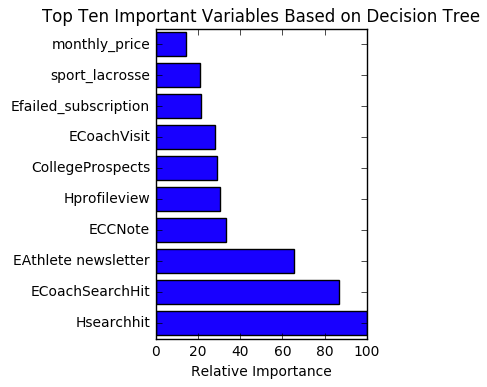 Top Ten Important Variables Based on Decision Tree
monthly_price
sport_lacrosse
Efailed_subscription
ECoachVisit
CollegeProspects
Hprofileview
ECCNote
EAthlete newsletter
ECoachSearchHit
Hsearchhit
0 20 40 60 80 100
Relative Importance